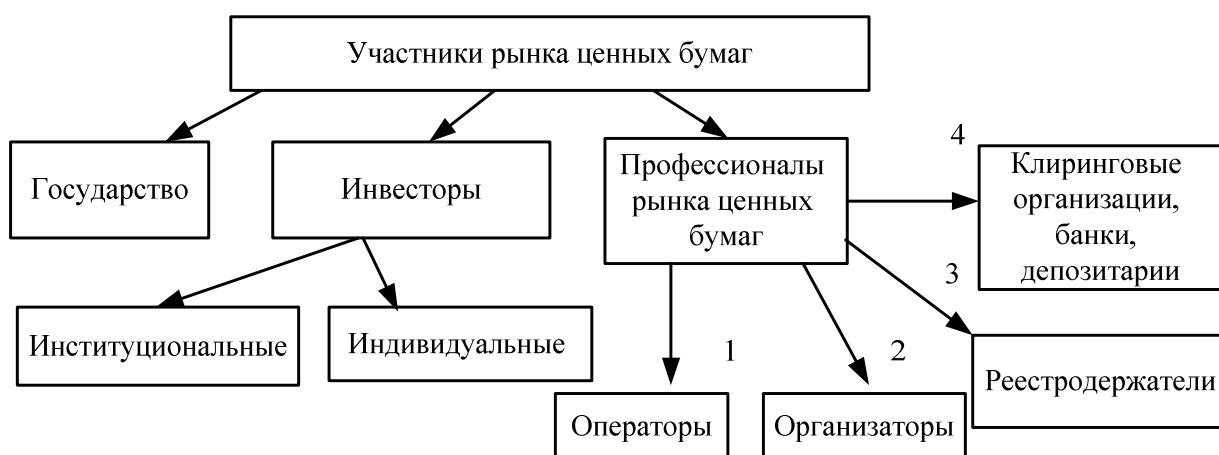 Участники рынка ценных бумаг
Государство
Инвесторы
Профессионалы
рынка ценных
бумаг
4
Клиринговые
организации,
банки,
депозитарии
Институциональные
Индивидуальные
1
2
3
Реестродержатели
Операторы
Организаторы